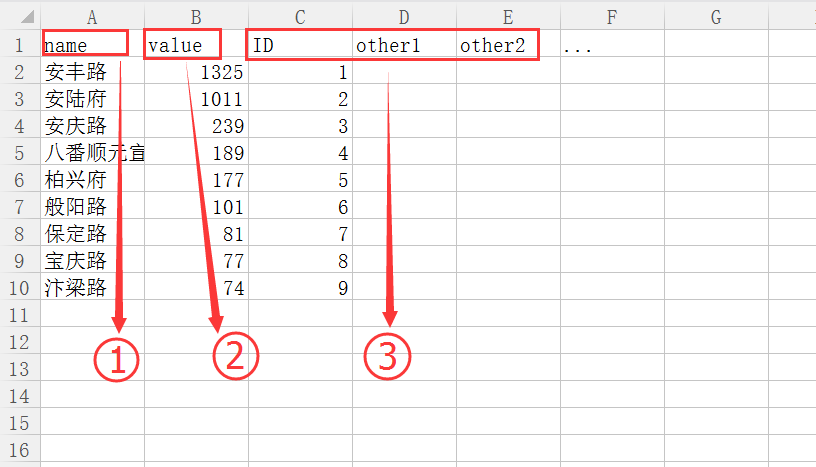 A B C D E F G
1 name value ID other1 other2 ...
2 安丰路 1325 1
3 安陆府 1011 2
4 安庆路 239 3
5 八番顺元宣 189 4
6 柏兴府 177 5
7 般阳路 101 6
8 保定路 81 7
9 宝庆路 77 8
10 汴梁路 74 9
11
12
13
14
15
16
① ② ③